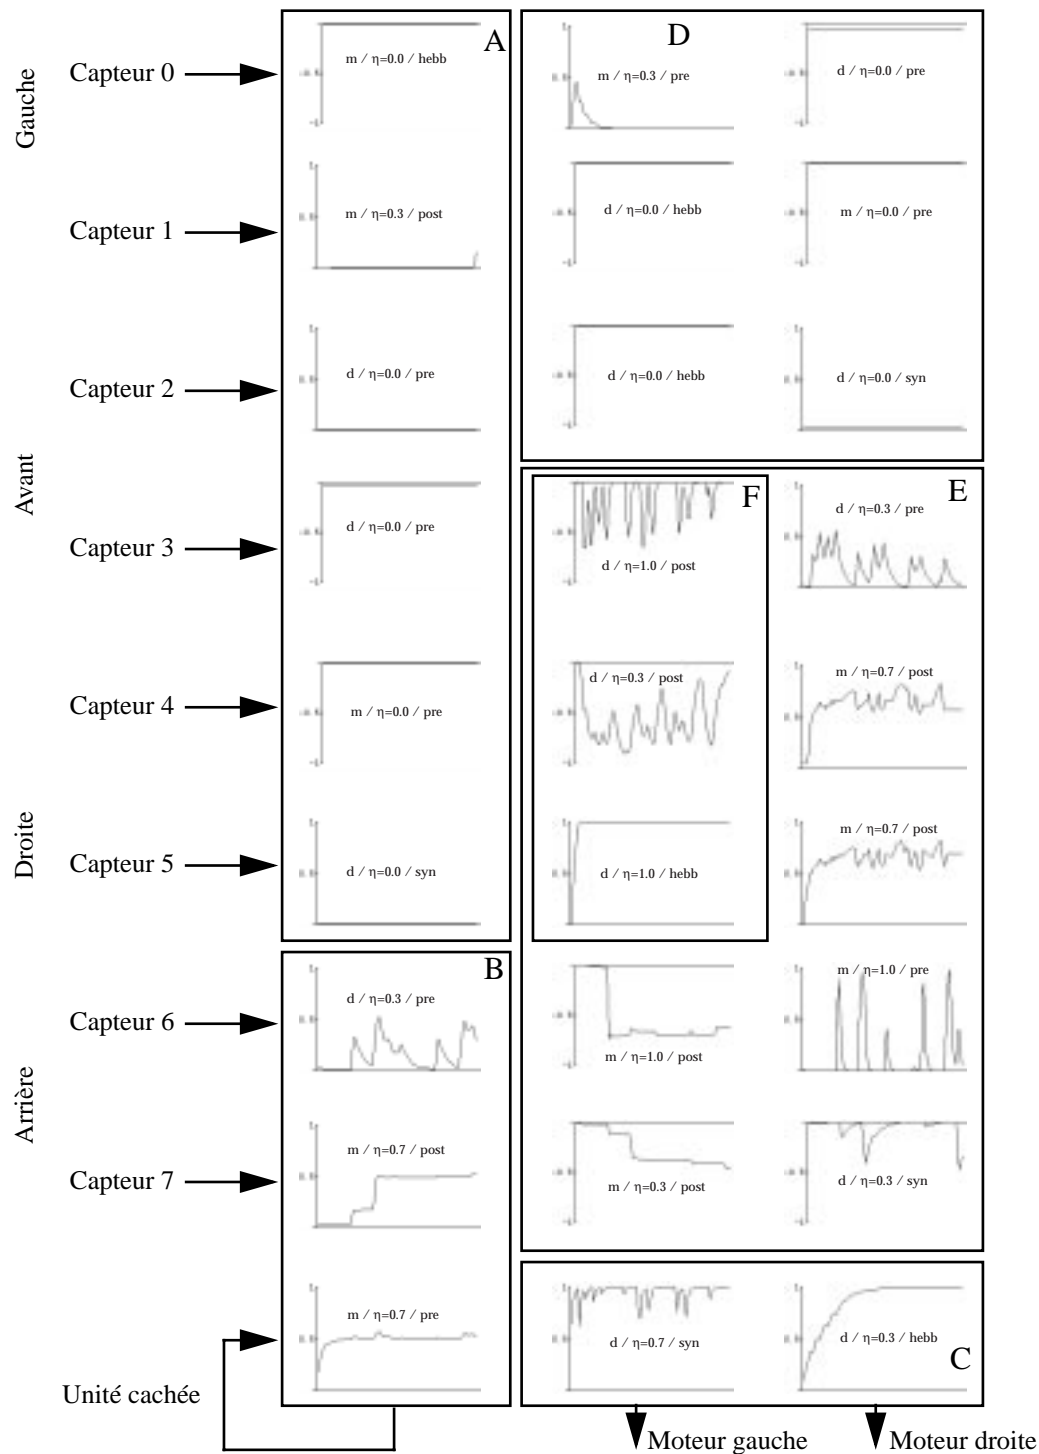 A
D
m / η=0.0 / hebb
m / η=0.3 / pre
d / η=0.0 / pre
Gauche
Capteur 0
Capteur 1
m / η=0.3 / post
d / η=0.0 / hebb
m / η=0.0 / pre
Capteur 2
d / η=0.0 / pre
d / η=0.0 / hebb
d / η=0.0 / syn
Avant
Capteur 3
d / η=0.0 / pre
F
d / η=1.0 / post
E
d / η=0.3 / pre
Capteur 4
m / η=0.0 / pre
d / η=0.3 / post
m / η=0.7 / post
Droite
Capteur 5
d / η=0.0 / syn
d / η=1.0 / hebb
m / η=0.7 / post
B
Capteur 6
d / η=0.3 / pre
m / η=1.0 / post
m / η=1.0 / pre
Arrière
Capteur 7
m / η=0.7 / post
m / η=0.3 / post
d / η=0.3 / syn
m / η=0.7 / pre
d / η=0.7 / syn
d / η=0.3 / hebb
C
Unité cachée
Moteur gauche
Moteur droite